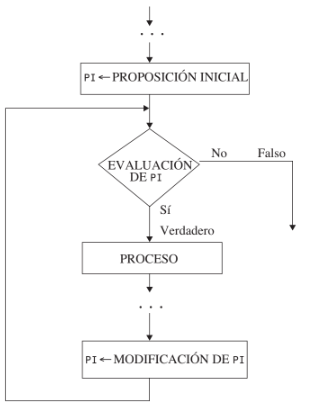 . . .
PI ← PROPOSICIÓN INICIAL
EVALUACIÓN
DE PI
No Falso
Sí
Verdadero
PROCESO
. . .
PI ← MODIFICACIÓN DE PI